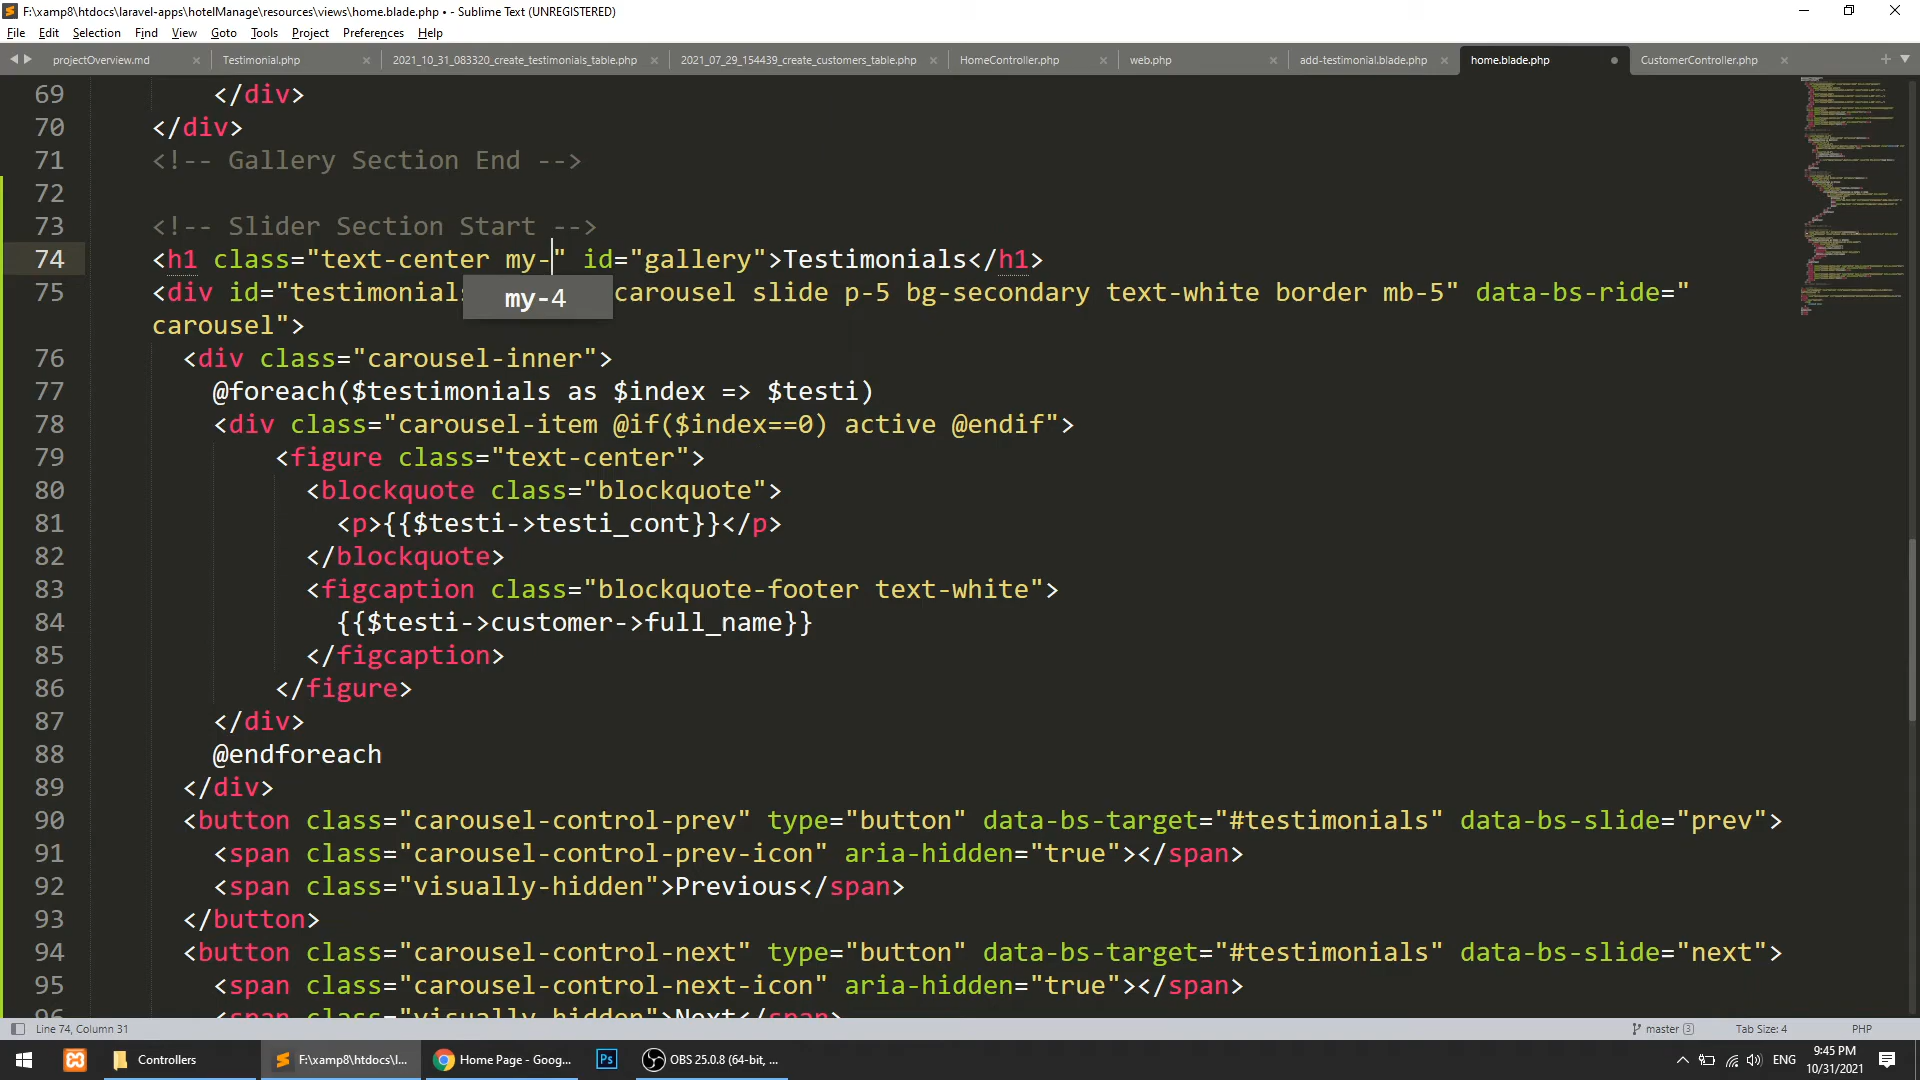 F:\xamp8\htdocs\laravel-apps\hotelManage\resources\views\home.blade.php • - Sublime Text (UNREGISTERED)
File Edit Selection Find View Goto Tools Project Preferences Help
projectOverview.md × Testimonial.php × 2021_10_31_083320_create_testimonials_table.php × 2021_07_29_154439_create_customers_table.php × HomeController.php × web.php × add-testimonial.blade.php × home.blade.php CustomerController.php ×
69 </div>
70 </div>
71 <!-- Gallery Section End -->
72
73 <!-- Slider Section Start -->
74 <h1 class="text-center my-" id="gallery">Testimonials</h1>
my-4
75 <div id="testimonials carousel slide p-5 bg-secondary text-white border mb-5" data-bs-ride="
carousel">
76 <div class="carousel-inner">
77 @foreach($testimonials as $index => $testi)
78 <div class="carousel-item @if($index==0) active @endif">
79 <figure class="text-center">
80 <blockquote class="blockquote">
81 <p>{{$testi->testi_cont}}</p>
82 </blockquote>
83 <figcaption class="blockquote-footer text-white">
84 {{$testi->customer->full_name}}
85 </figcaption>
86 </figure>
87 </div>
88 @endforeach
89 </div>
90 <button class="carousel-control-prev" type="button" data-bs-target="#testimonials" data-bs-slide="prev">
91 <span class="carousel-control-prev-icon" aria-hidden="true"></span>
92 <span class="visually-hidden">Previous</span>
93 </button>
94 <button class="carousel-control-next" type="button" data-bs-target="#testimonials" data-bs-slide="next">
95 <span class="carousel-control-next-icon" aria-hidden="true"></span>
96 <span class="visually-hidden">Next</span>
Line 74, Column 31 master 3 Tab Size: 4 PHP
Controllers F:\xamp8\htdocs\l... Home Page - Goog... Ps OBS 25.0.8 (64-bit, ... ENG 9:45 PM
10/31/2021